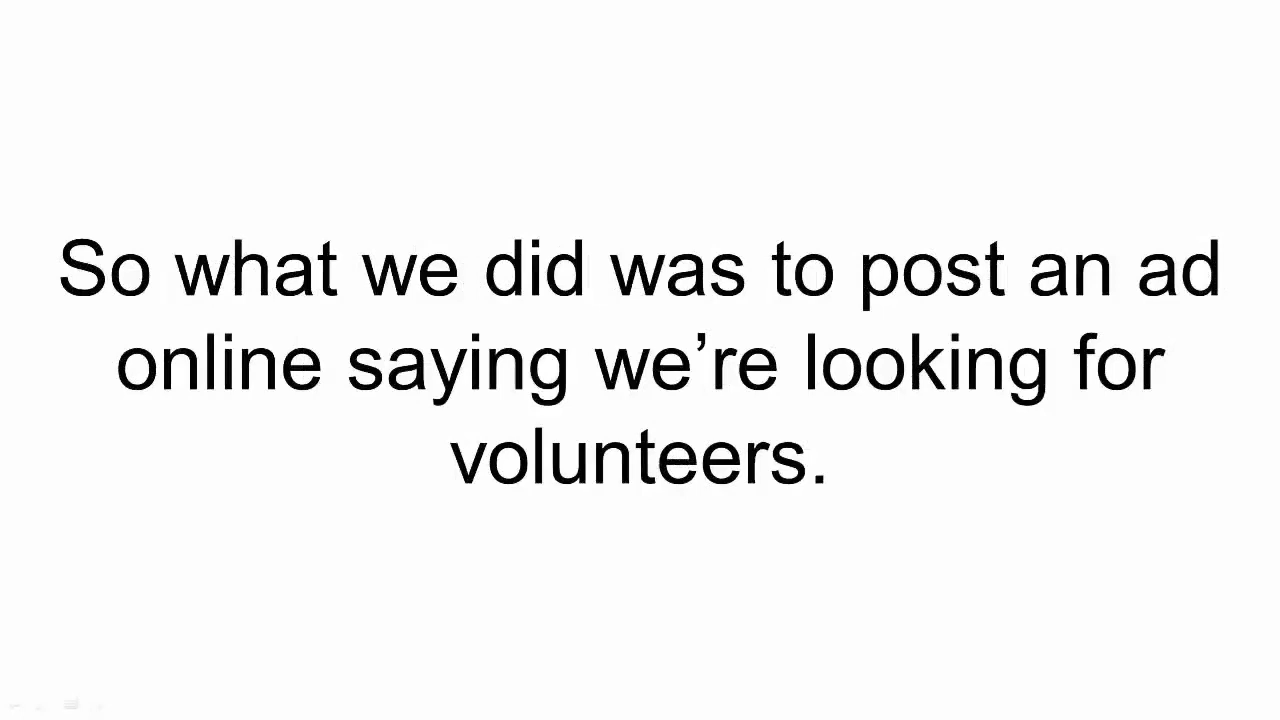 So what we did was to post an ad
online saying we’re looking for
volunteers.